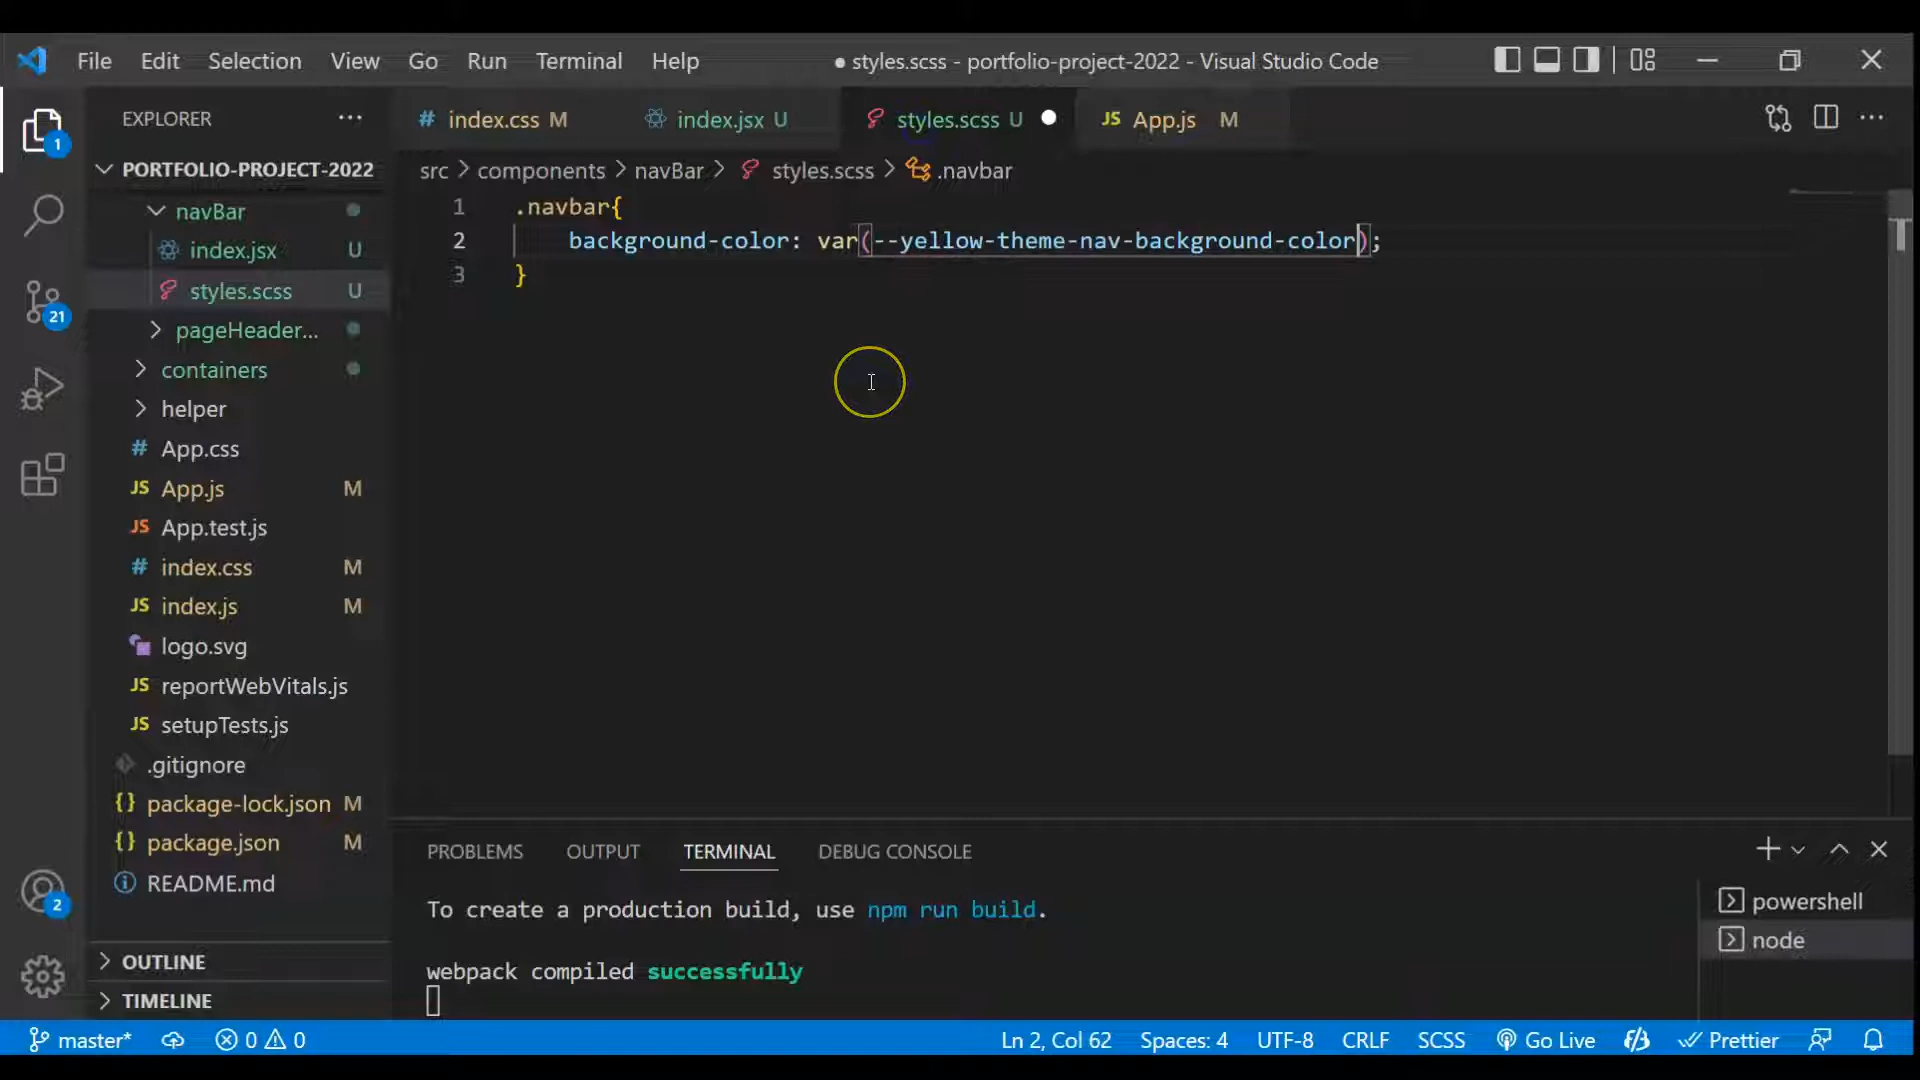 File Edit Selection View Go Run Terminal Help
● styles.scss - portfolio-project-2022 - Visual Studio Code
EXPLORER
# index.css M
index.jsx U
styles.scss U
JS App.js M
PORTFOLIO-PROJECT-2022
src > components > navBar > styles.scss > .navbar
navBar
index.jsx U
styles.scss U
pageHeader...
containers
helper
# App.css
JS App.js M
JS App.test.js
# index.css M
JS index.js M
logo.svg
JS reportWebVitals.js
JS setupTests.js
.gitignore
{} package-lock.json M
{} package.json M
README.md
OUTLINE
TIMELINE
1
21
2
1 .navbar{
2 background-color: var(--yellow-theme-nav-background-color);
3 }
PROBLEMS OUTPUT TERMINAL DEBUG CONSOLE
To create a production build, use npm run build.
webpack compiled successfully
powershell
node
master* 0 0
Ln 2, Col 62 Spaces: 4 UTF-8 CRLF SCSS Go Live Prettier